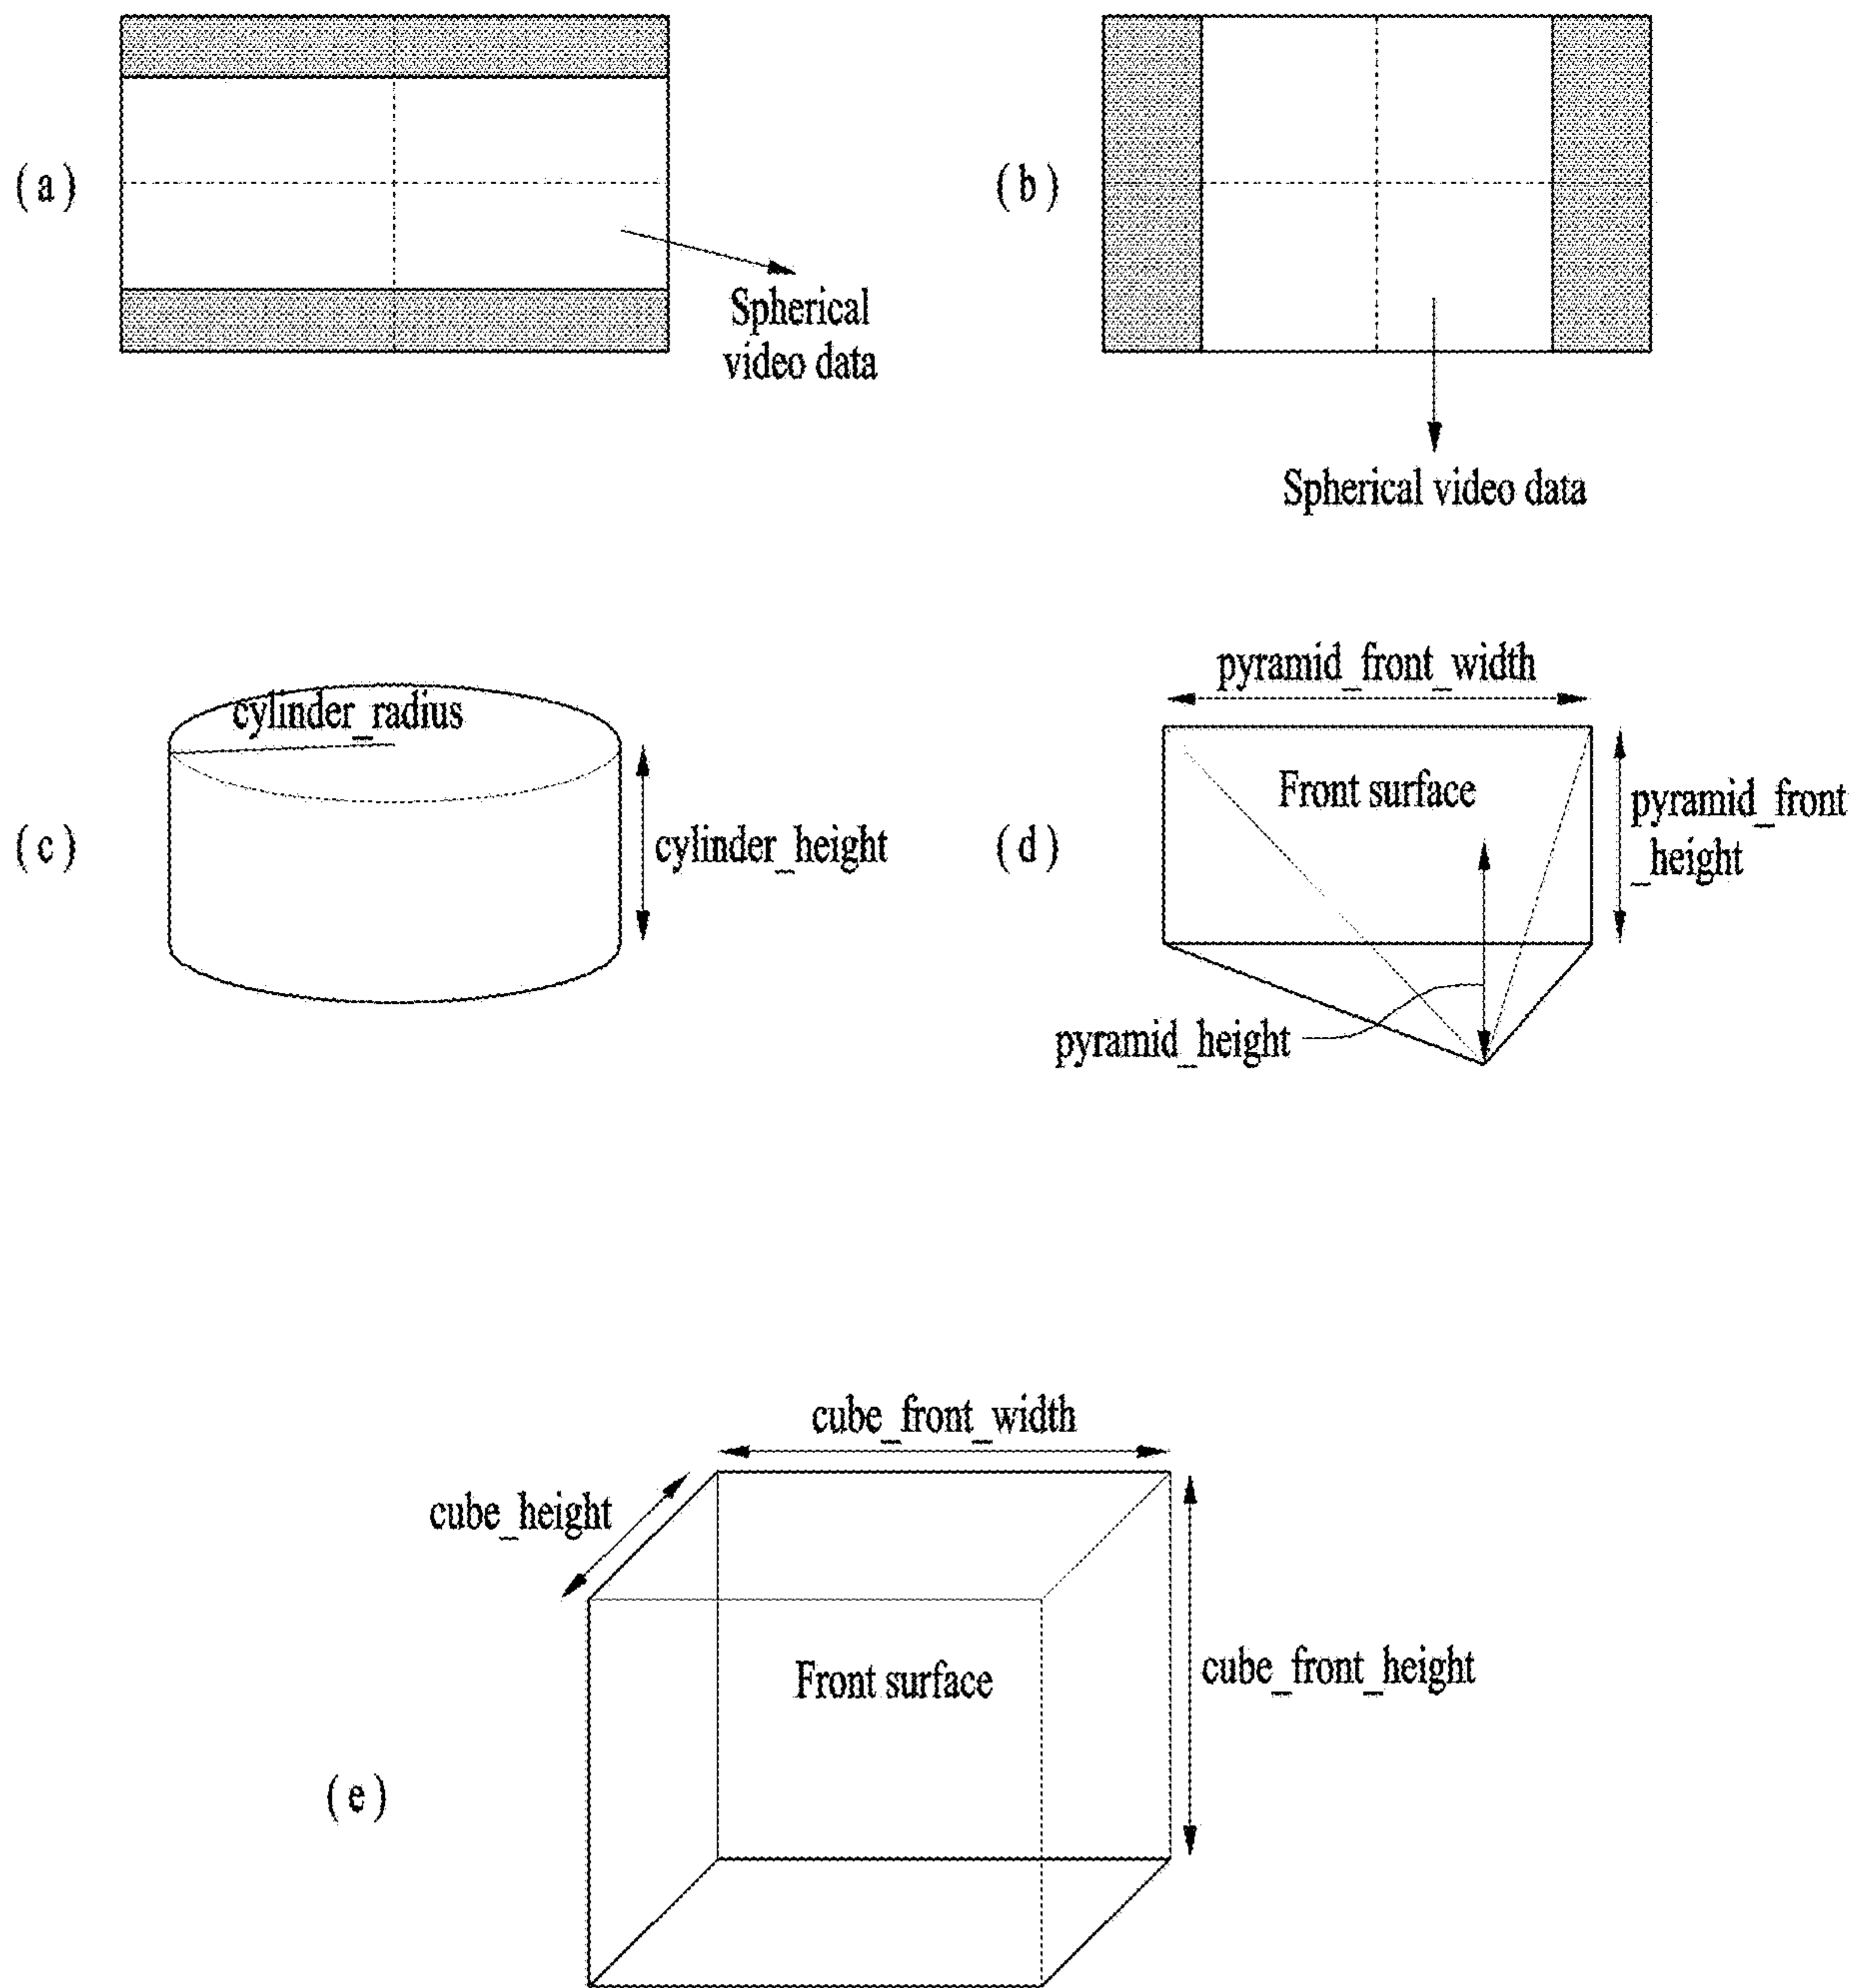 (a)
Spherical
video data
(b)
Spherical video data
(c)
cylinder_radius
cylinder_height
(d)
pyramid_front_width
Front surface
pyramid_front
_height
pyramid_height
(e)
cube_front_width
cube_height
Front surface
cube_front_height